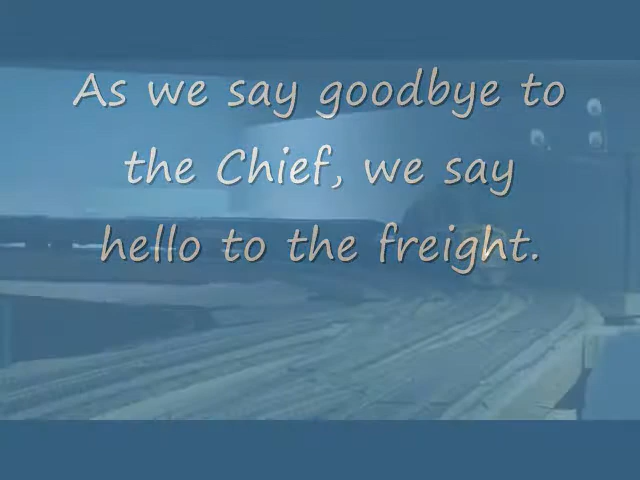 As we say goodbye to
the Chief, we say
hello to the freight.